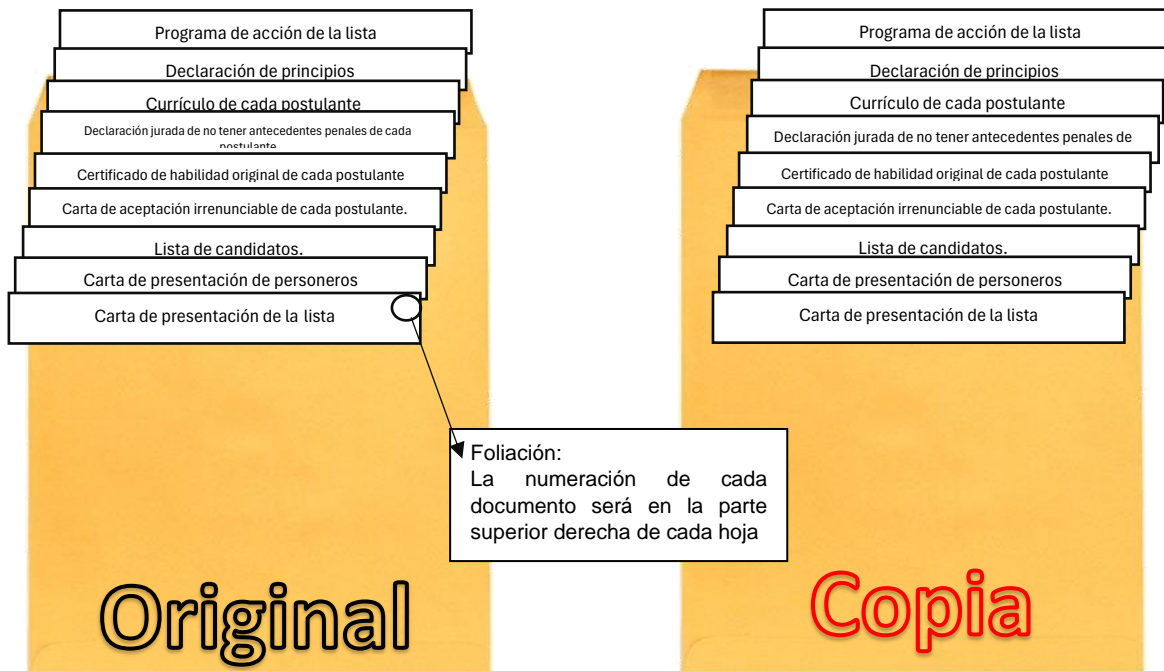 Programa de acción de la lista
Declaración de principios
Currículo de cada postulante
Declaración jurada de no tener antecedentes penales de cada
postulante
Certificado de habilidad original de cada postulante
Carta de aceptación irrenunciable de cada postulante.
Lista de candidatos.
Carta de presentación de personeros
Carta de presentación de la lista
Programa de acción de la lista
Declaración de principios
Currículo de cada postulante
Declaración jurada de no tener antecedentes penales de
Certificado de habilidad original de cada postulante
Carta de aceptación irrenunciable de cada postulante.
Lista de candidatos.
Carta de presentación de personeros
Carta de presentación de la lista
Foliación:
La numeración de cada
documento será en la parte
superior derecha de cada hoja
Original
Copia